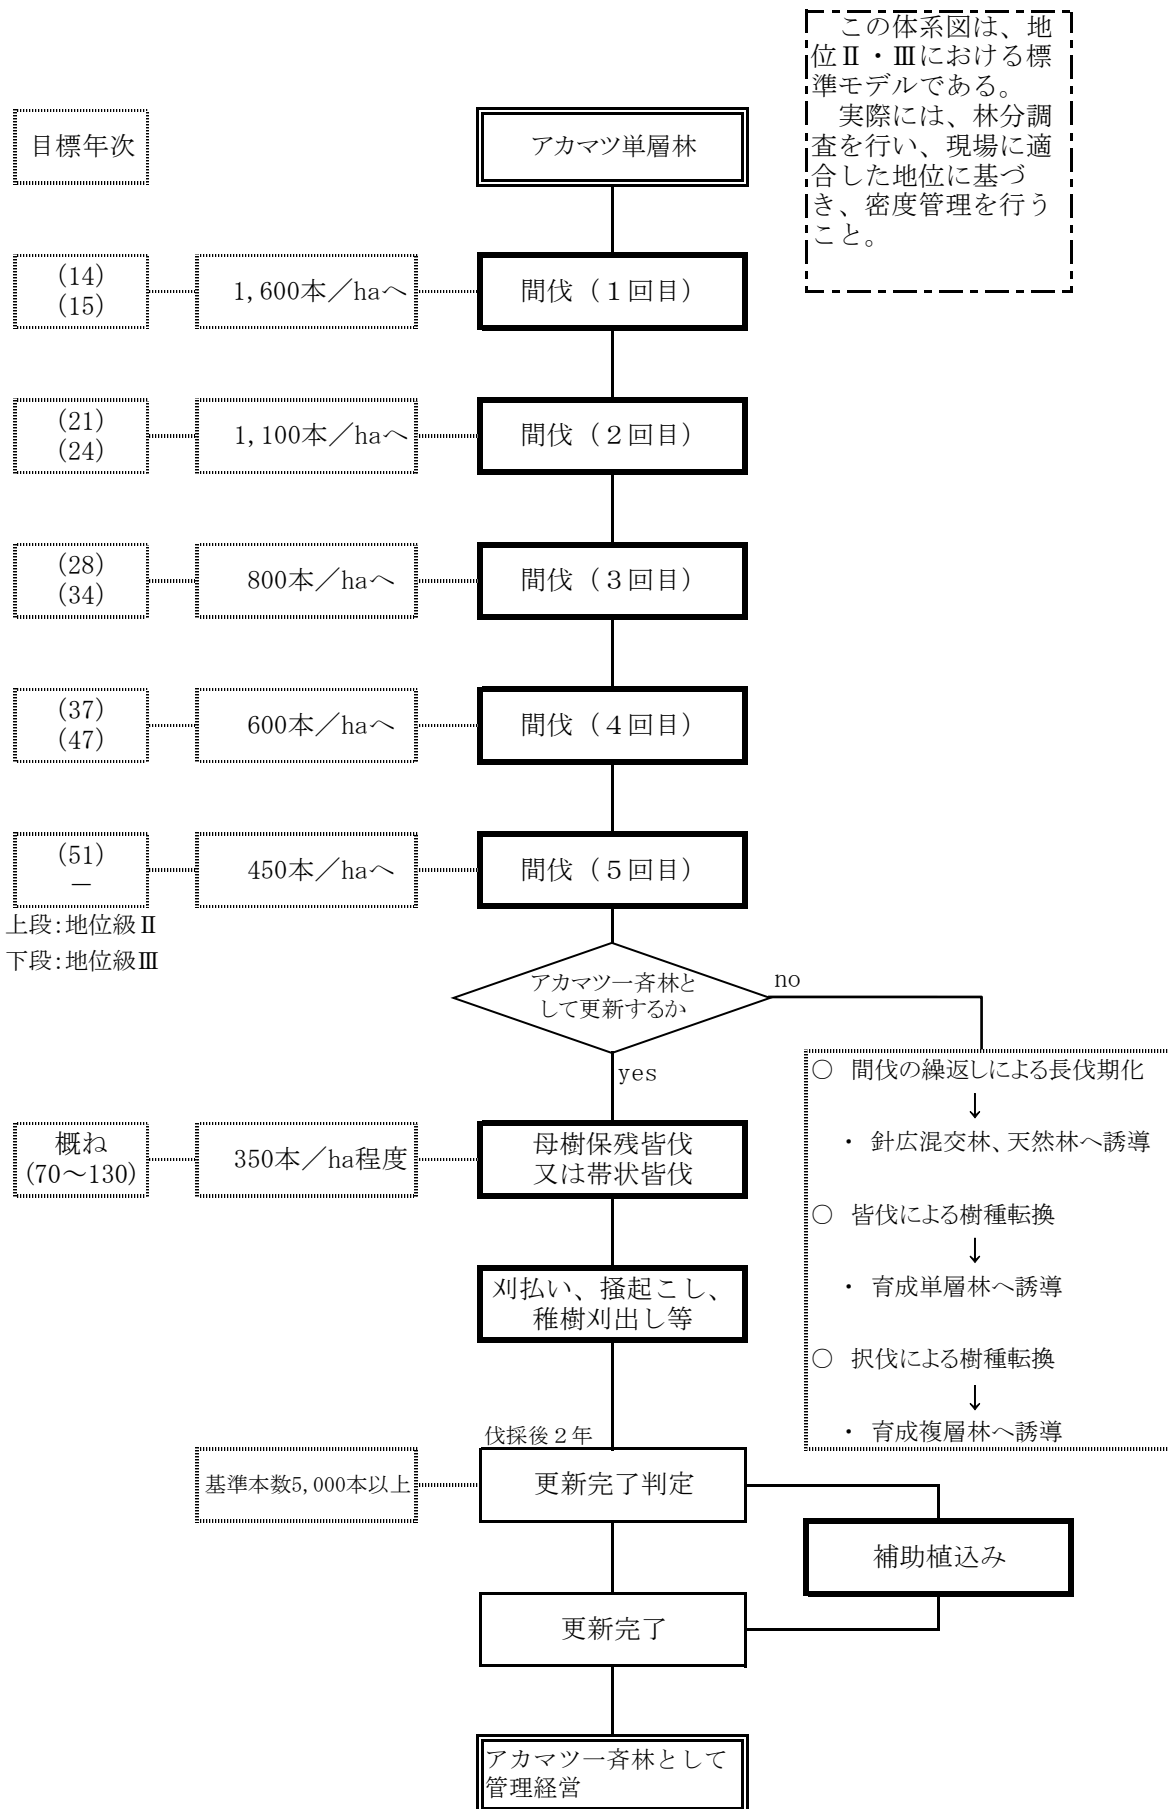 この体系図は、地
位Ⅱ・Ⅲにおける標
準モデルである。
実際には、林分調
査を行い、現場に適
合した地位に基づ
き、密度管理を行う
こと。
目標年次
アカマツ単層林
(14)
(15)
1,600本／haへ
間伐（１回目）
(21)
(24)
1,100本／haへ
間伐（２回目）
(28)
(34)
800本／haへ
間伐（３回目）
(37)
(47)
600本／haへ
間伐（４回目）
(51)
－
450本／haへ
間伐（５回目）
上段:地位級Ⅱ
下段:地位級Ⅲ
アカマツ一斉林と
して更新するか
no
yes
○ 間伐の繰返しによる長伐期化
↓
・ 針広混交林、天然林へ誘導
○ 皆伐による樹種転換
↓
・ 育成単層林へ誘導
○ 択伐による樹種転換
↓
・ 育成複層林へ誘導
概ね
(70～130)
350本／ha程度
母樹保残皆伐
又は帯状皆伐
刈払い、掻起こし、
稚樹刈出し等
伐採後２年
基準本数5,000本以上
更新完了判定
補助植込み
更新完了
アカマツ一斉林として
管理経営